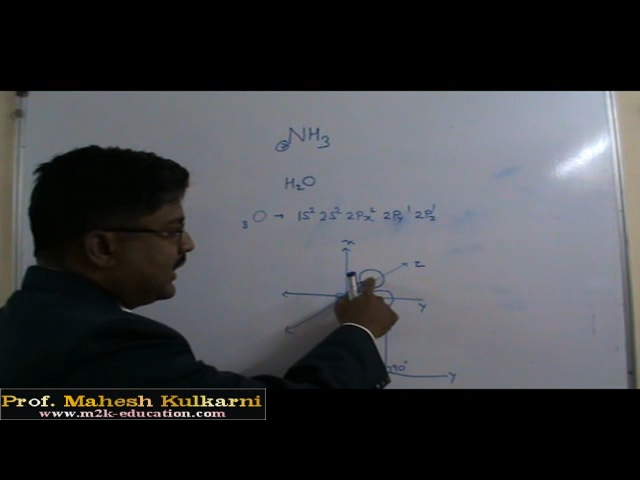 NH3
H2O
8O → 1S² 2S² 2Px² 2Py¹ 2Pz¹
x
z
y
90°
y
Prof. Mahesh Kulkarni
www.m2k-education.com